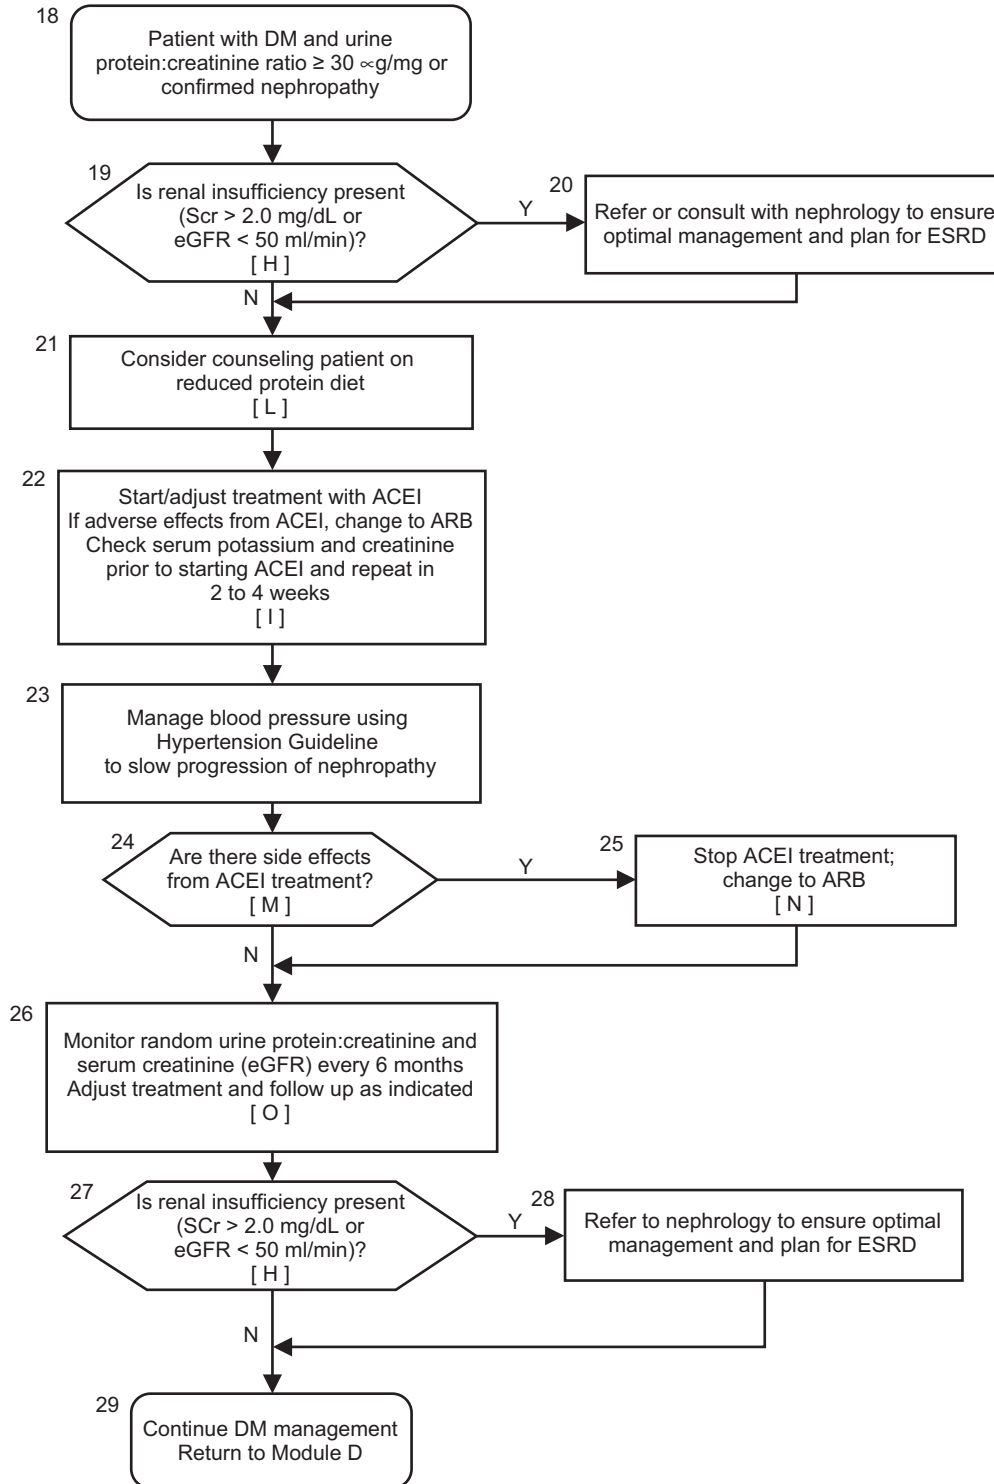 18
Patient with DM and urine
protein:creatinine ratio ≥ 30 ∝g/mg or
confirmed nephropathy
19
Is renal insufficiency present
(Scr > 2.0 mg/dL or
eGFR < 50 ml/min)?
[ H ]
Y
20
Refer or consult with nephrology to ensure
optimal management and plan for ESRD
N
21
Consider counseling patient on
reduced protein diet
[ L ]
22
Start/adjust treatment with ACEI
If adverse effects from ACEI, change to ARB
Check serum potassium and creatinine
prior to starting ACEI and repeat in
2 to 4 weeks
[ I ]
23
Manage blood pressure using
Hypertension Guideline
to slow progression of nephropathy
24
Are there side effects
from ACEI treatment?
[ M ]
Y
25
Stop ACEI treatment;
change to ARB
[ N ]
N
26
Monitor random urine protein:creatinine and
serum creatinine (eGFR) every 6 months
Adjust treatment and follow up as indicated
[ O ]
27
Is renal insufficiency present
(SCr > 2.0 mg/dL or
eGFR < 50 ml/min)?
[ H ]
Y
28
Refer to nephrology to ensure optimal
management and plan for ESRD
N
29
Continue DM management
Return to Module D